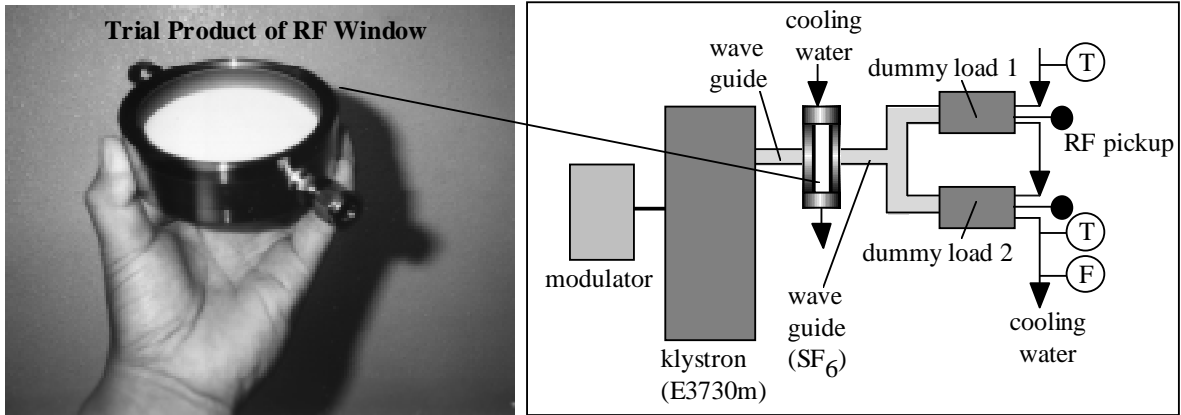 Trial Product of RF Window
cooling
water
wave
guide
dummy load 1
T
RF pickup
modulator
dummy load 2
T
F
wave
guide
(SF6)
cooling
water
klystron
(E3730m)